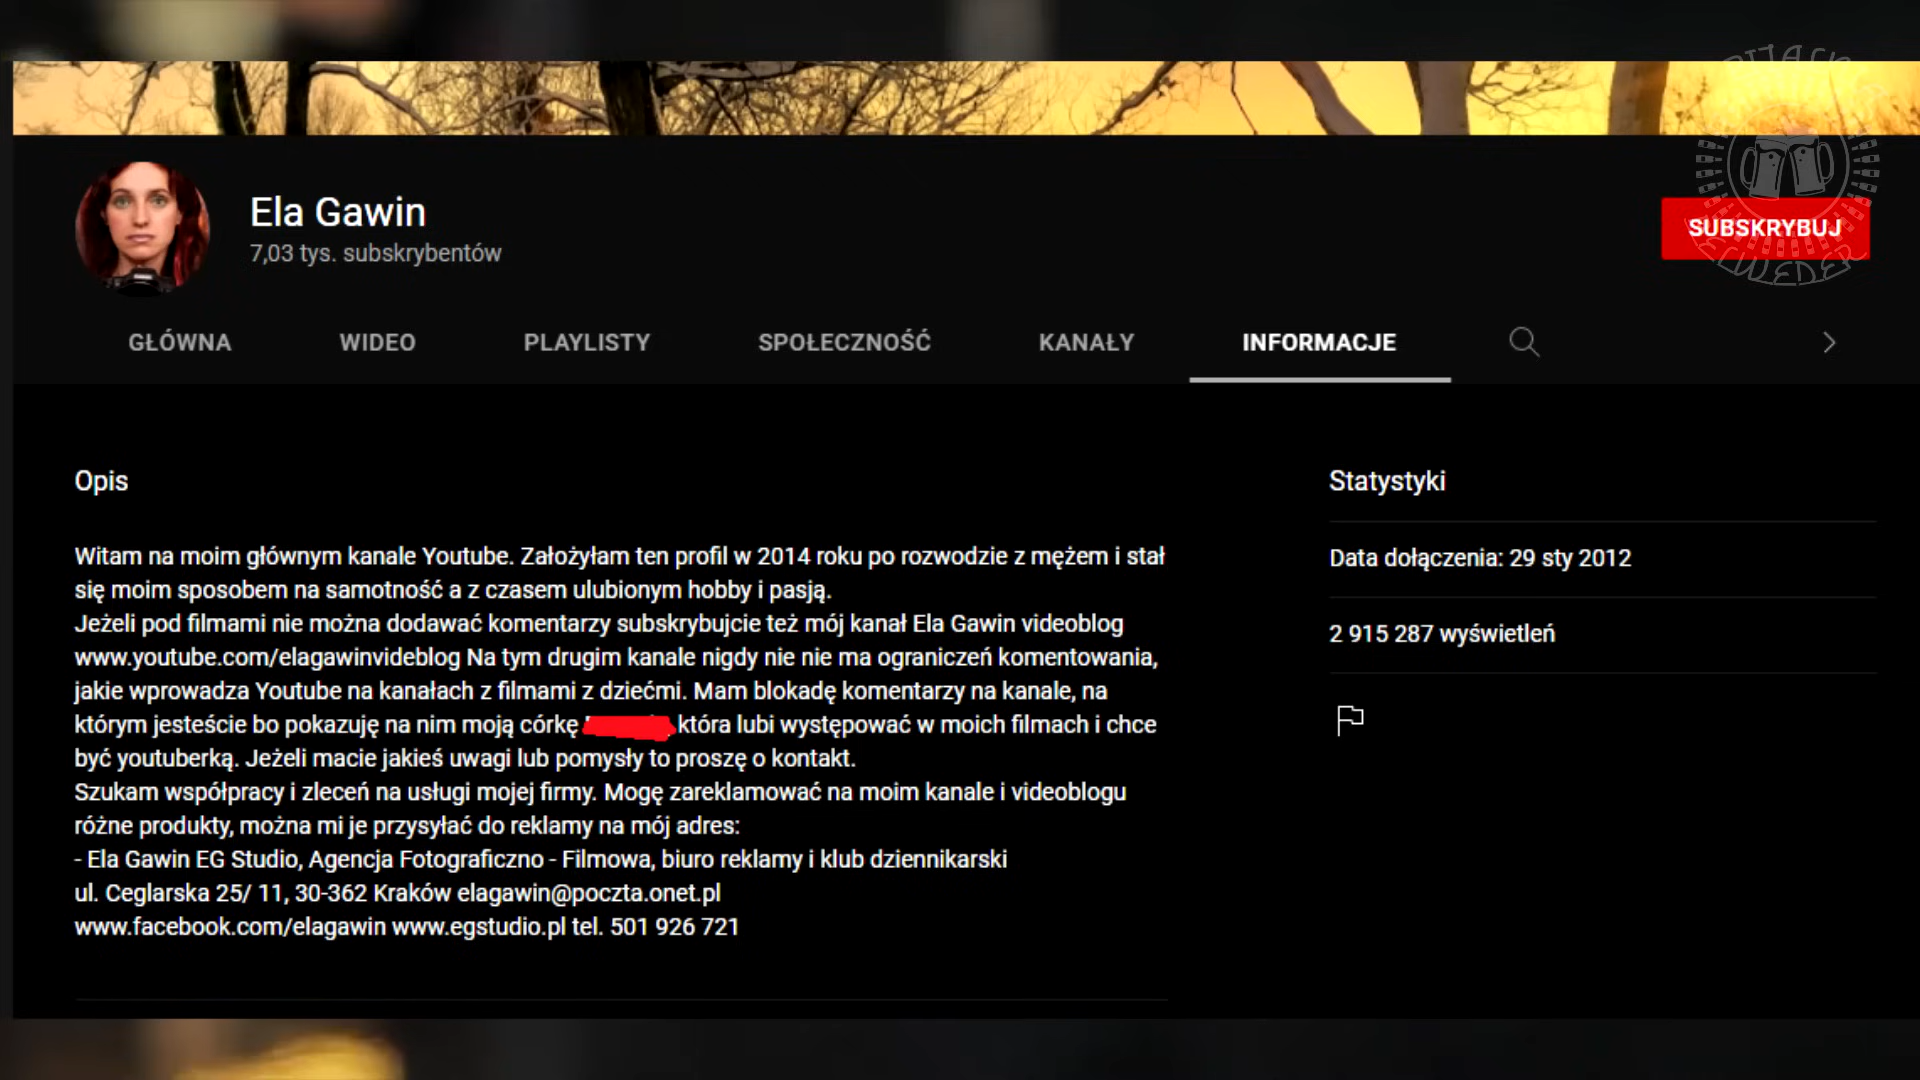 Ela Gawin
7,03 tys. subskrybentów
SUBSKRYBUJ
GŁÓWNA WIDEO PLAYLISTY SPOŁECZNOŚĆ KANAŁY INFORMACJE
Opis
Witam na moim głównym kanale Youtube. Założyłam ten profil w 2014 roku po rozwodzie z mężem i stał
się moim sposobem na samotność a z czasem ulubionym hobby i pasją.
Jeżeli pod filmami nie można dodawać komentarzy subskrybujcie też mój kanał Ela Gawin videoblog
www.youtube.com/elagawinvideblog Na tym drugim kanale nigdy nie nie ma ograniczeń komentowania,
jakie wprowadza Youtube na kanałach z filmami z dziećmi. Mam blokadę komentarzy na kanale, na
którym jesteście bo pokazuję na nim moją córkę która lubi występować w moich filmach i chce
być youtuberką. Jeżeli macie jakieś uwagi lub pomysły to proszę o kontakt.
Szukam współpracy i zleceń na usługi mojej firmy. Mogę zareklamować na moim kanale i videoblogu
różne produkty, można mi je przysyłać do reklamy na mój adres:
- Ela Gawin EG Studio, Agencja Fotograficzno - Filmowa, biuro reklamy i klub dziennikarski
ul. Ceglarska 25/ 11, 30-362 Kraków elagawin@poczta.onet.pl
www.facebook.com/elagawin www.egstudio.pl tel. 501 926 721
Statystyki
Data dołączenia: 29 sty 2012
2 915 287 wyświetleń